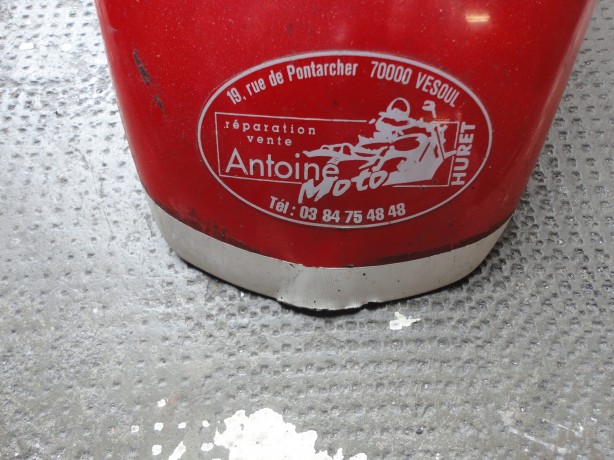 19, rue de Pontarcher 70000 VESOUL
réparation
vente
Antoine
Moto
HURET
Tél : 03 84 75 48 48